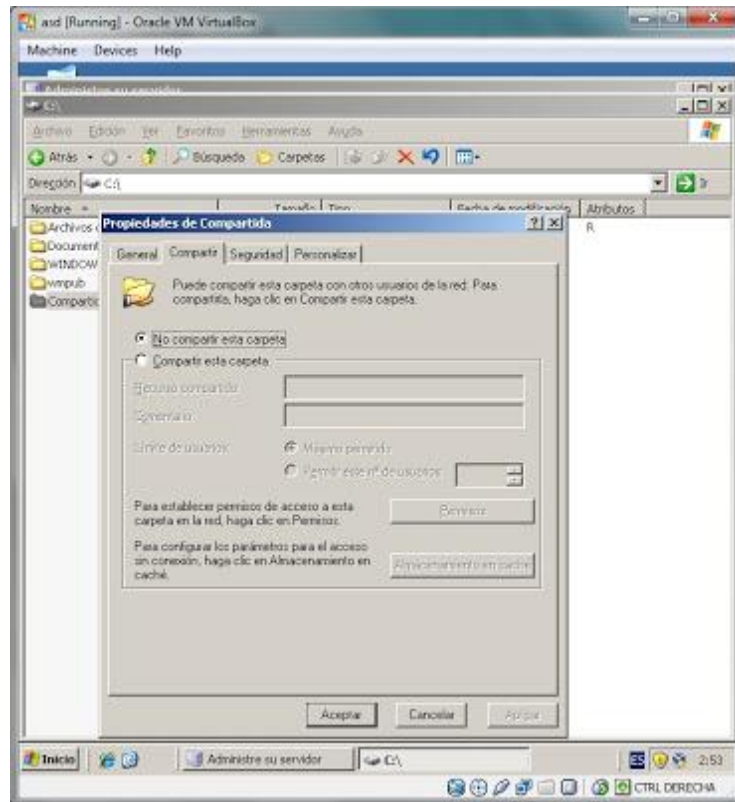 asd [Running] - Oracle VM VirtualBox
Machine Devices Help
Administre su servidor
C:\
Archivo Edición Ver Favoritos Herramientas Ayuda
Atrás Búsqueda Carpetas
Dirección C:\
Nombre Tamaño Tipo Fecha de modificación Atributos
Archivos R
Document
WINDOW
wmpub
Compartid
Propiedades de Compartida
General Compartir Seguridad Personalizar
Puede compartir esta carpeta con otros usuarios de la red. Para
compartirla, haga clic en Compartir esta carpeta.
No compartir esta carpeta
Compartir esta carpeta
Recurso compartido:
Comentario:
Límite de usuarios: Máximo permitido
Permitir este nº de usuarios:
Para establecer permisos de acceso a esta
carpeta en la red, haga clic en Permisos.
Permisos
Para configurar los parámetros para el acceso
sin conexión, haga clic en Almacenamiento en
caché.
Almacenamiento en caché
Aceptar Cancelar Aplicar
Inicio Administre su servidor C:\ ES 2:53
CTRL DERECHA